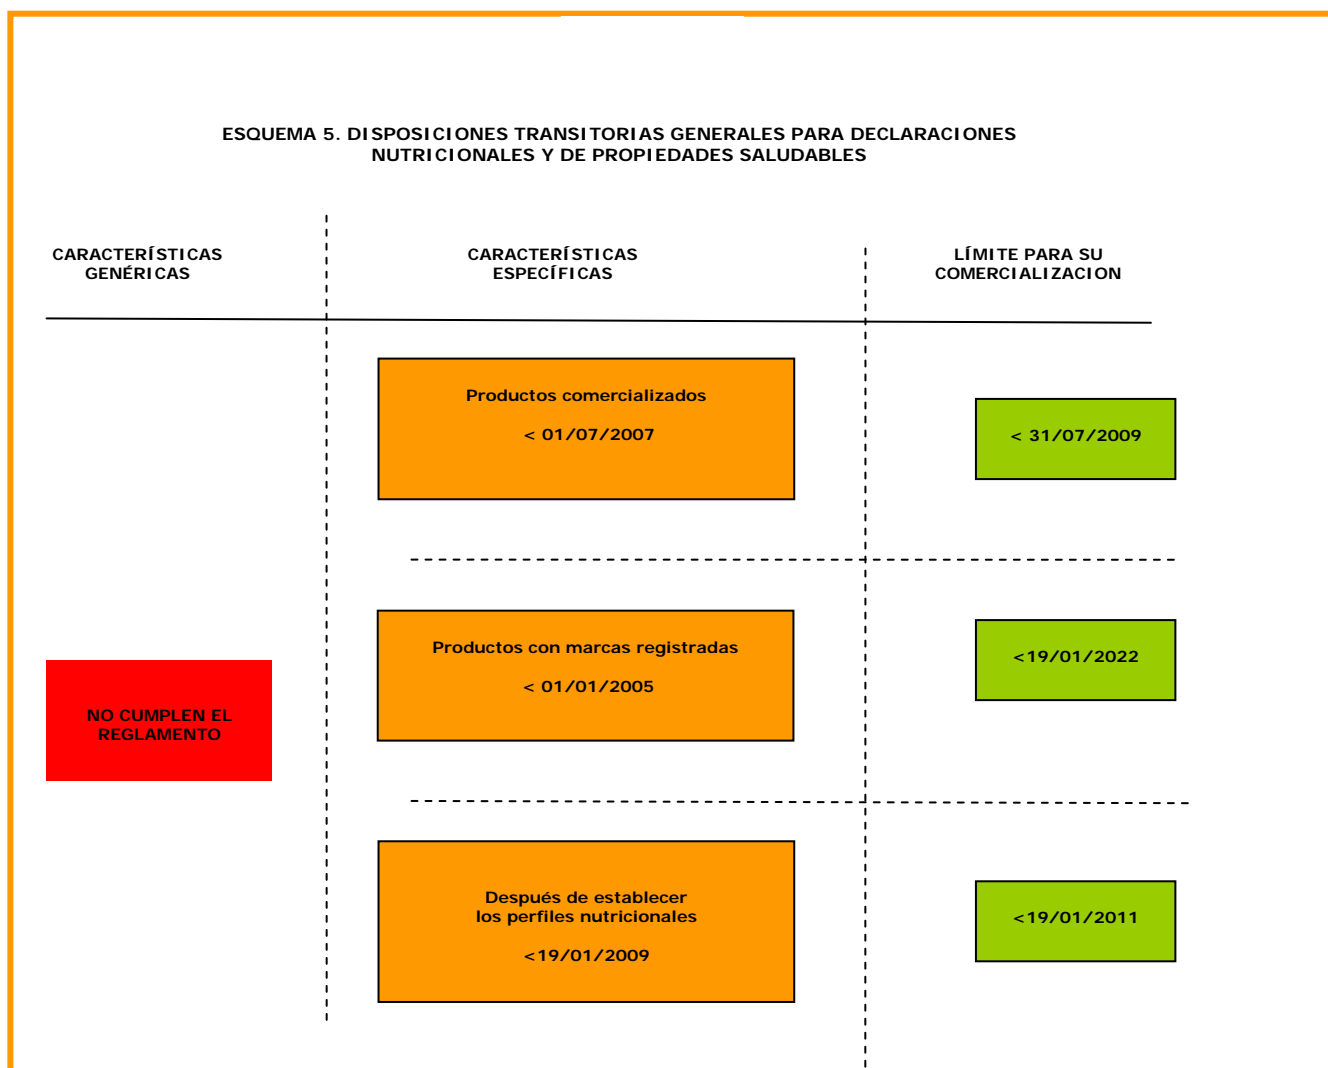 ESQUEMA 5. DISPOSICIONES TRANSITORIAS GENERALES PARA DECLARACIONES
NUTRICIONALES Y DE PROPIEDADES SALUDABLES
CARACTERÍSTICAS
GENÉRICAS
CARACTERÍSTICAS
ESPECÍFICAS
LÍMITE PARA SU
COMERCIALIZACION
Productos comercializados
< 01/07/2007
< 31/07/2009
Productos con marcas registradas
< 01/01/2005
<19/01/2022
NO CUMPLEN EL
REGLAMENTO
Después de establecer
los perfiles nutricionales
<19/01/2009
<19/01/2011